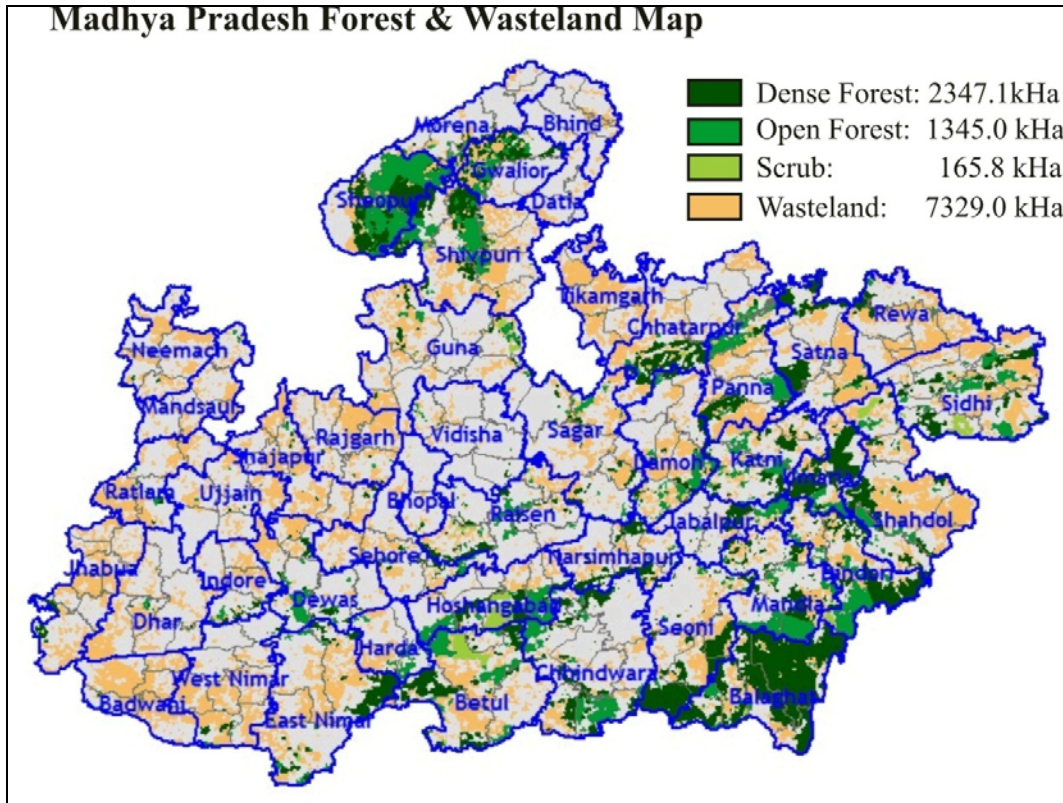 Madhya Pradesh Forest & Wasteland Map
Dense Forest: 2347.1kHa
Open Forest: 1345.0 kHa
Scrub: 165.8 kHa
Wasteland: 7329.0 kHa
Morena
Bhind
Gwalior
Sheopur
Datia
Shivpuri
Tikamgarh
Chhatarpur
Rewa
Neemach
Guna
Satna
Panna
Sidhi
Mandsaur
Rajgarh
Vidisha
Sagar
Shajapur
Damoh
Katni
Umaria
Ratlam
Ujjain
Bhopal
Raisen
Jabalpur
Shahdol
Sehore
Narsimhapur
Jhabua
Indore
Dindori
Dewas
Hoshangabad
Mandla
Dhar
Seoni
Harda
West Nimar
Chhindwara
Badwani
Betul
Balaghat
East Nimar